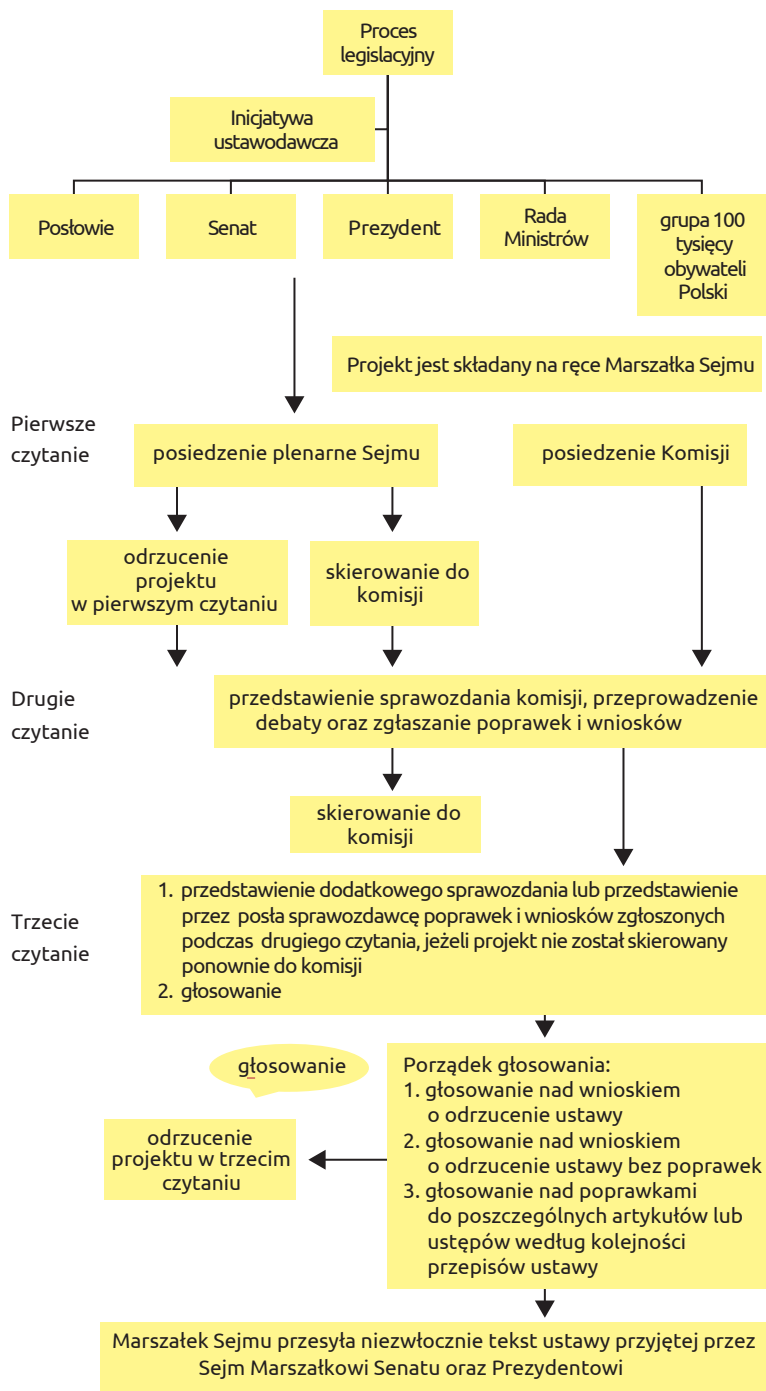 Proces
legislacyjny
Inicjatywa
ustawodawcza
Posłowie
Senat
Prezydent
Rada
Ministrów
grupa 100
tysięcy
obywateli
Polski
Projekt jest składany na ręce Marszałka Sejmu
Pierwsze
czytanie
posiedzenie plenarne Sejmu
posiedzenie Komisji
odrzucenie
projektu
w pierwszym czytaniu
skierowanie do
komisji
Drugie
czytanie
przedstawienie sprawozdania komisji, przeprowadzenie
debaty oraz zgłaszanie poprawek i wniosków
skierowanie do
komisji
Trzecie
czytanie
1. przedstawienie dodatkowego sprawozdania lub przedstawienie
przez posła sprawozdawcę poprawek i wniosków zgłoszonych
podczas drugiego czytania, jeżeli projekt nie został skierowany
ponownie do komisji
2. głosowanie
głosowanie
Porządek głosowania:
1. głosowanie nad wnioskiem
o odrzucenie ustawy
2. głosowanie nad wnioskiem
o odrzucenie ustawy bez poprawek
3. głosowanie nad poprawkami
do poszczególnych artykułów lub
ustępów według kolejności
przepisów ustawy
odrzucenie
projektu w trzecim
czytaniu
Marszałek Sejmu przesyła niezwłocznie tekst ustawy przyjętej przez
Sejm Marszałkowi Senatu oraz Prezydentowi